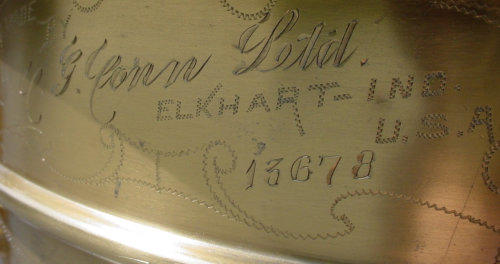 G. Conn Ltd.
ELKHART - IND.
U.S.A
13678